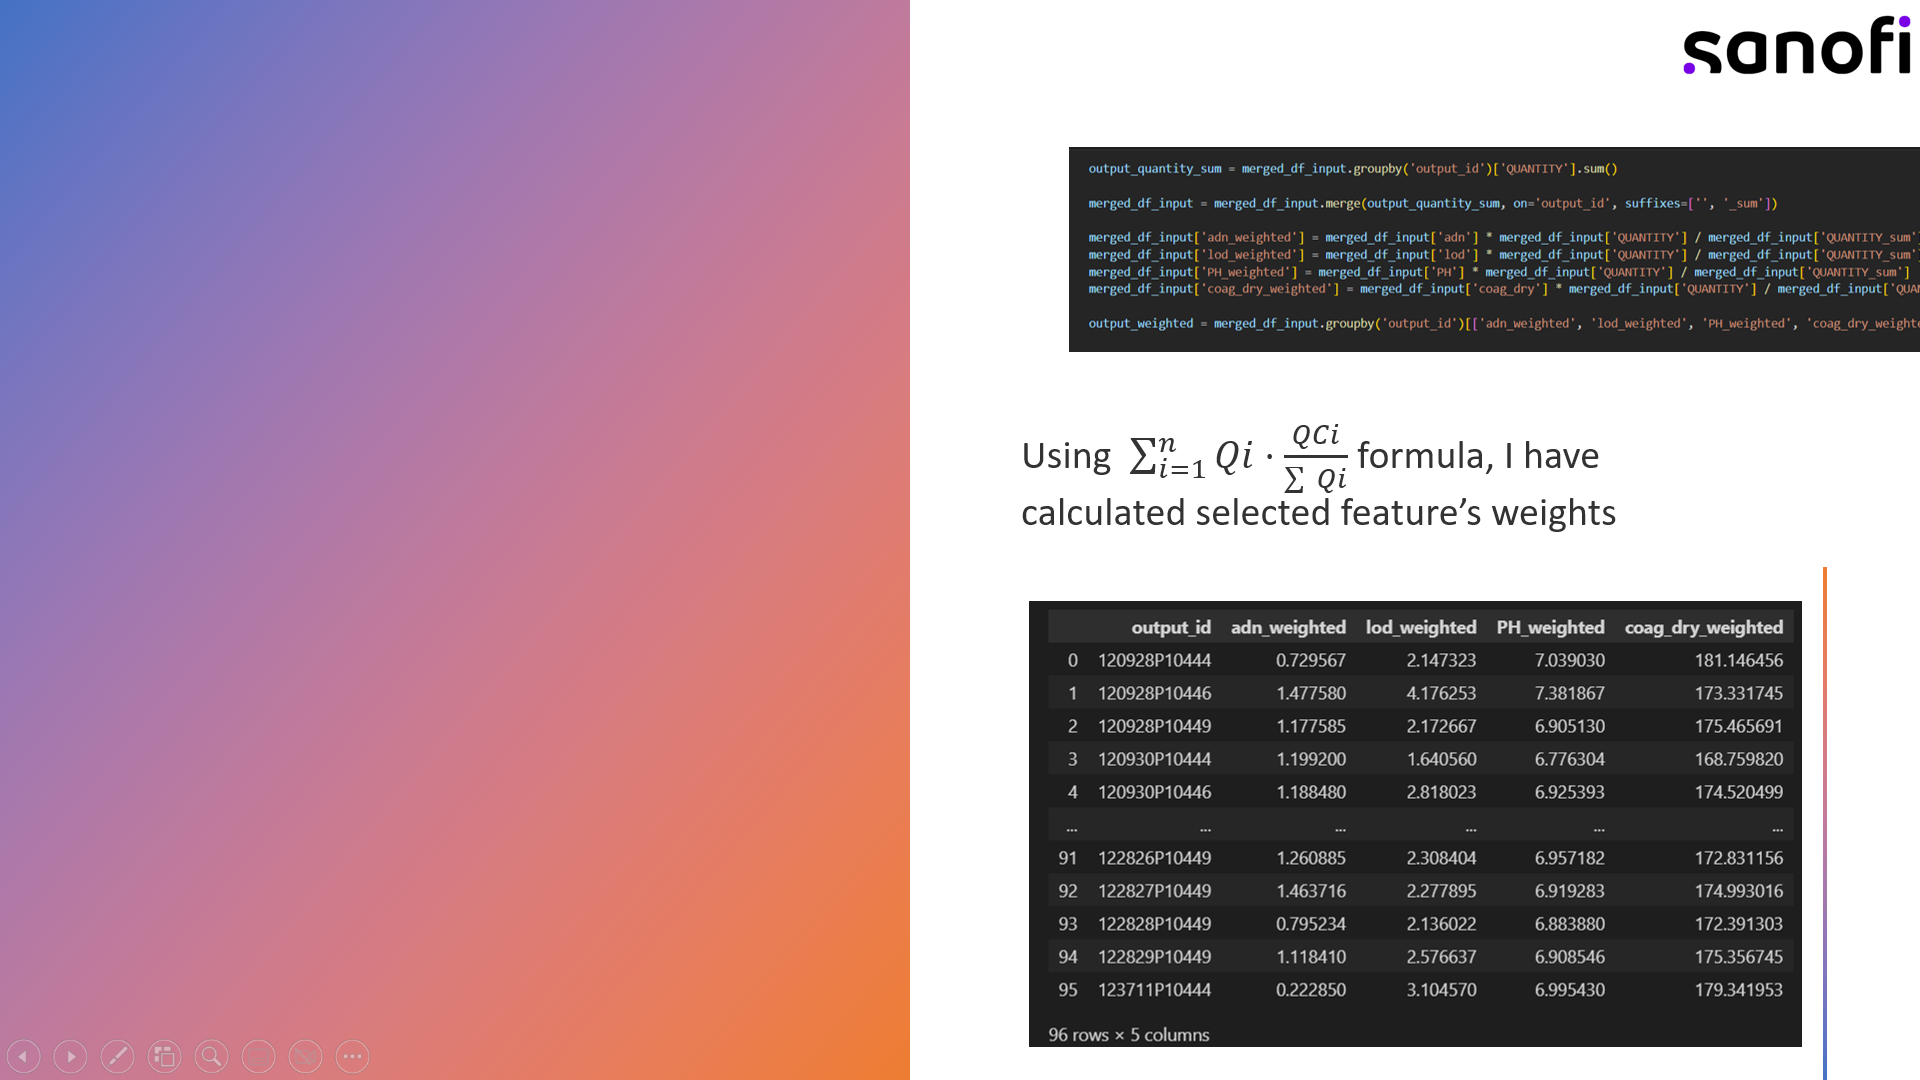 sanofi
output_quantity_sum = merged_df_input.groupby('output_id')['QUANTITY'].sum()
merged_df_input = merged_df_input.merge(output_quantity_sum, on='output_id', suffixes=['', '_sum'])
merged_df_input['adn_weighted'] = merged_df_input['adn'] * merged_df_input['QUANTITY'] / merged_df_input['QUANTITY_sum']
merged_df_input['lod_weighted'] = merged_df_input['lod'] * merged_df_input['QUANTITY'] / merged_df_input['QUANTITY_sum'
merged_df_input['PH_weighted'] = merged_df_input['PH'] * merged_df_input['QUANTITY'] / merged_df_input['QUANTITY_sum']
merged_df_input['coag_dry_weighted'] = merged_df_input['coag_dry'] * merged_df_input['QUANTITY'] / merged_df_input['QUA
output_weighted = merged_df_input.groupby('output_id')[['adn_weighted', 'lod_weighted', 'PH_weighted', 'coag_dry_weighte
Using ∑ⁿᵢ₌₁ Qi · QCi / ∑ Qi formula, I have
calculated selected feature’s weights
output_id adn_weighted lod_weighted PH_weighted coag_dry_weighted
0 120928P10444 0.729567 2.147323 7.039030 181.146456
1 120928P10446 1.477580 4.176253 7.381867 173.331745
2 120928P10449 1.177585 2.172667 6.905130 175.465691
3 120930P10444 1.199200 1.640560 6.776304 168.759820
4 120930P10446 1.188480 2.818023 6.925393 174.520499
... ... ... ... ... ...
91 122826P10449 1.260885 2.308404 6.957182 172.831156
92 122827P10449 1.463716 2.277895 6.919283 174.993016
93 122828P10449 0.795234 2.136022 6.883880 172.391303
94 122829P10449 1.118410 2.576637 6.908546 175.356745
95 123711P10444 0.222850 3.104570 6.995430 179.341953
96 rows × 5 columns